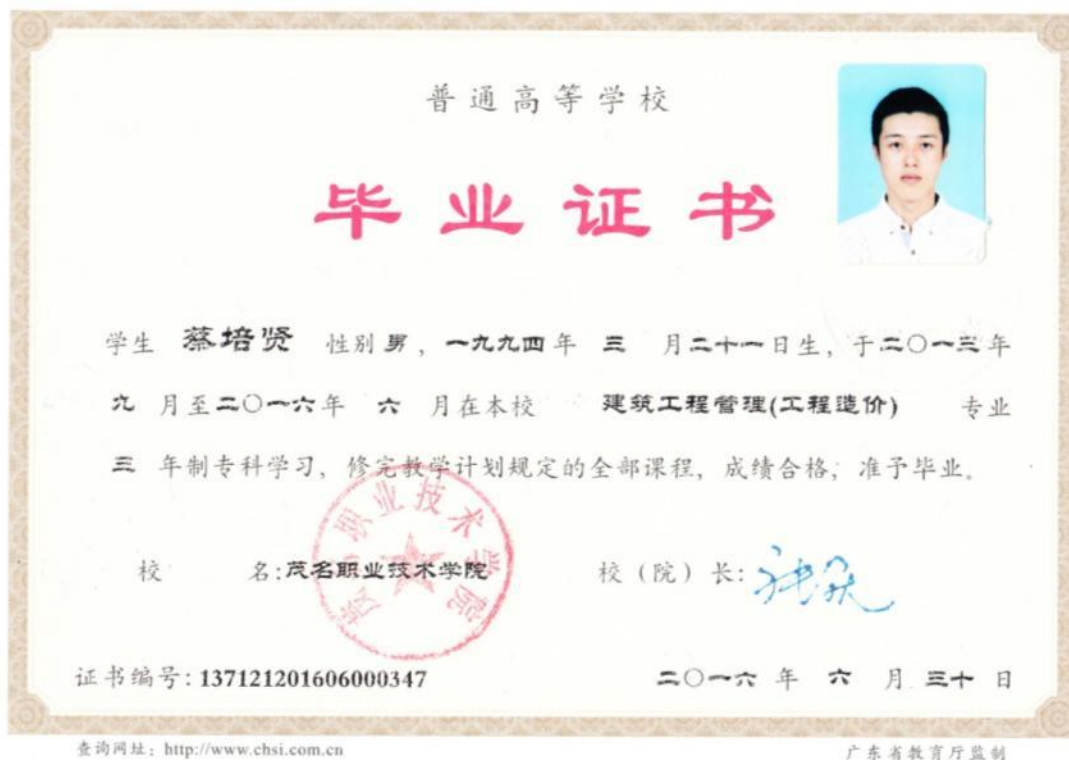 普通高等学校
毕业证书
学生 蔡培贤 性别 男，一九九四年 三 月二十一日生，于二〇一三年
九 月至二〇一六年 六 月在本校 建筑工程管理(工程造价) 专业
三 年制专科学习，修完教学计划规定的全部课程，成绩合格，准予毕业。
校 名:茂名职业技术学院 校（院）长:
职业技术学院
证书编号: 137121201606000347 二〇一六 年 六 月 三十 日
查询网址：http://www.chsi.com.cn 广东省教育厅监制